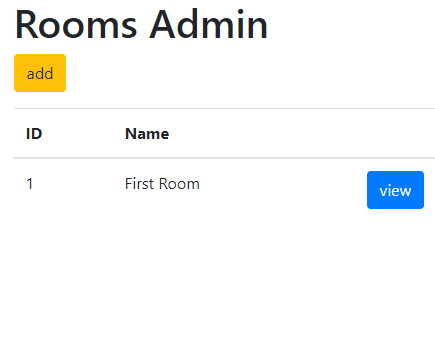 Rooms Admin
add
ID Name
1 First Room view